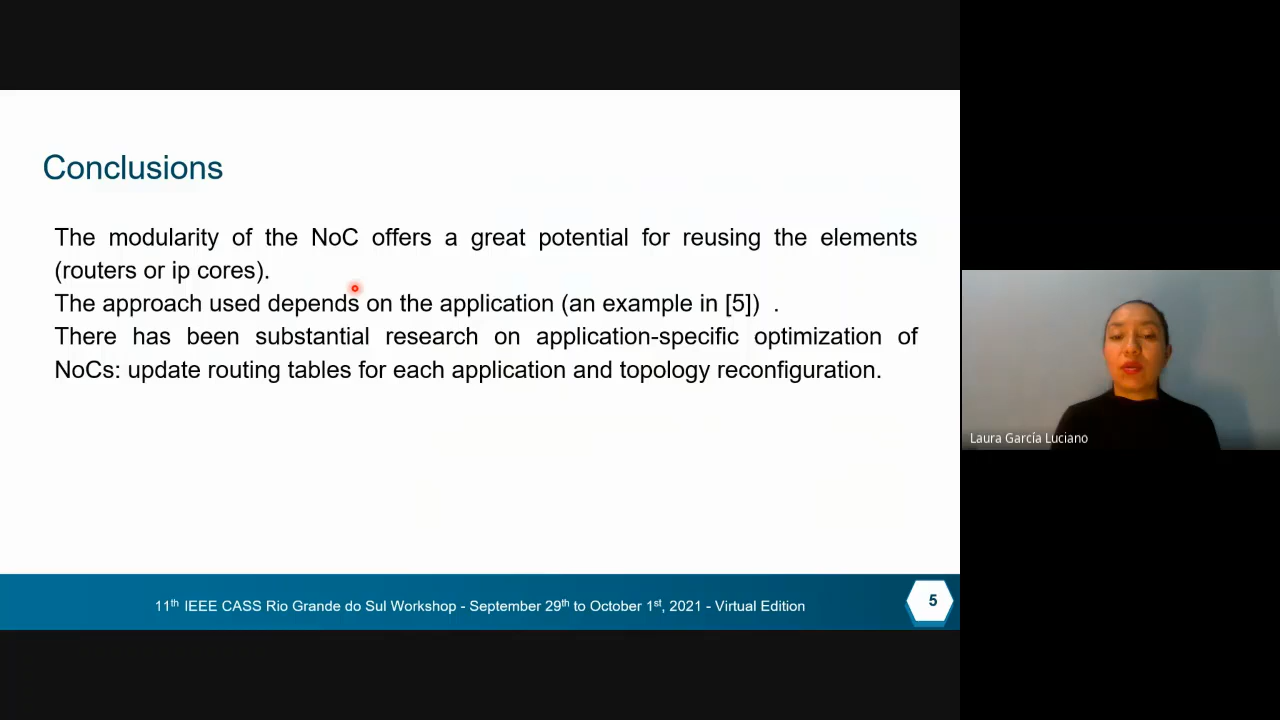 Conclusions
The modularity of the NoC offers a great potential for reusing the elements
(routers or ip cores).
The approach used depends on the application (an example in [5])  .
There has been substantial research on application-specific optimization of
NoCs: update routing tables for each application and topology reconfiguration.
Laura García Luciano
11th IEEE CASS Rio Grande do Sul Workshop - September 29th to October 1st, 2021 - Virtual Edition
5